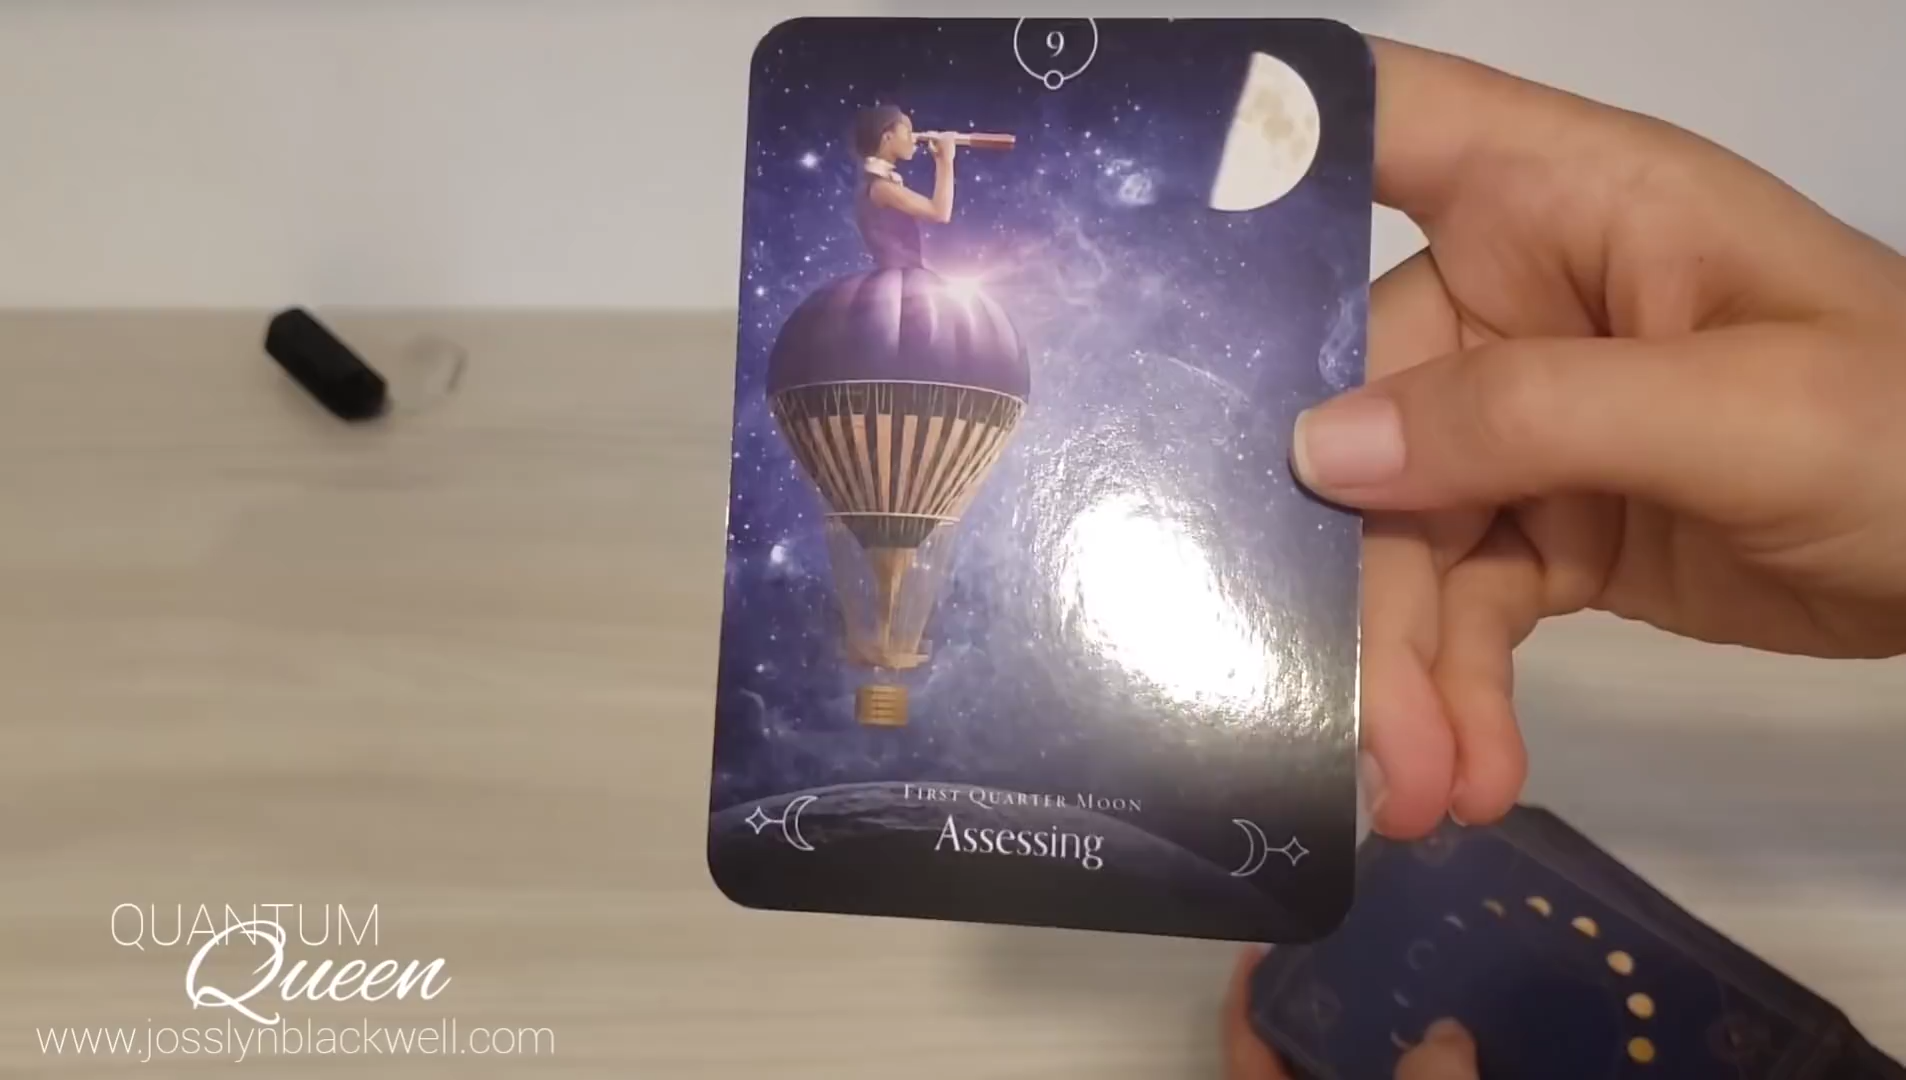 9
First Quarter Moon
Assessing
QUANTUM
Queen
www.josslynblackwell.com